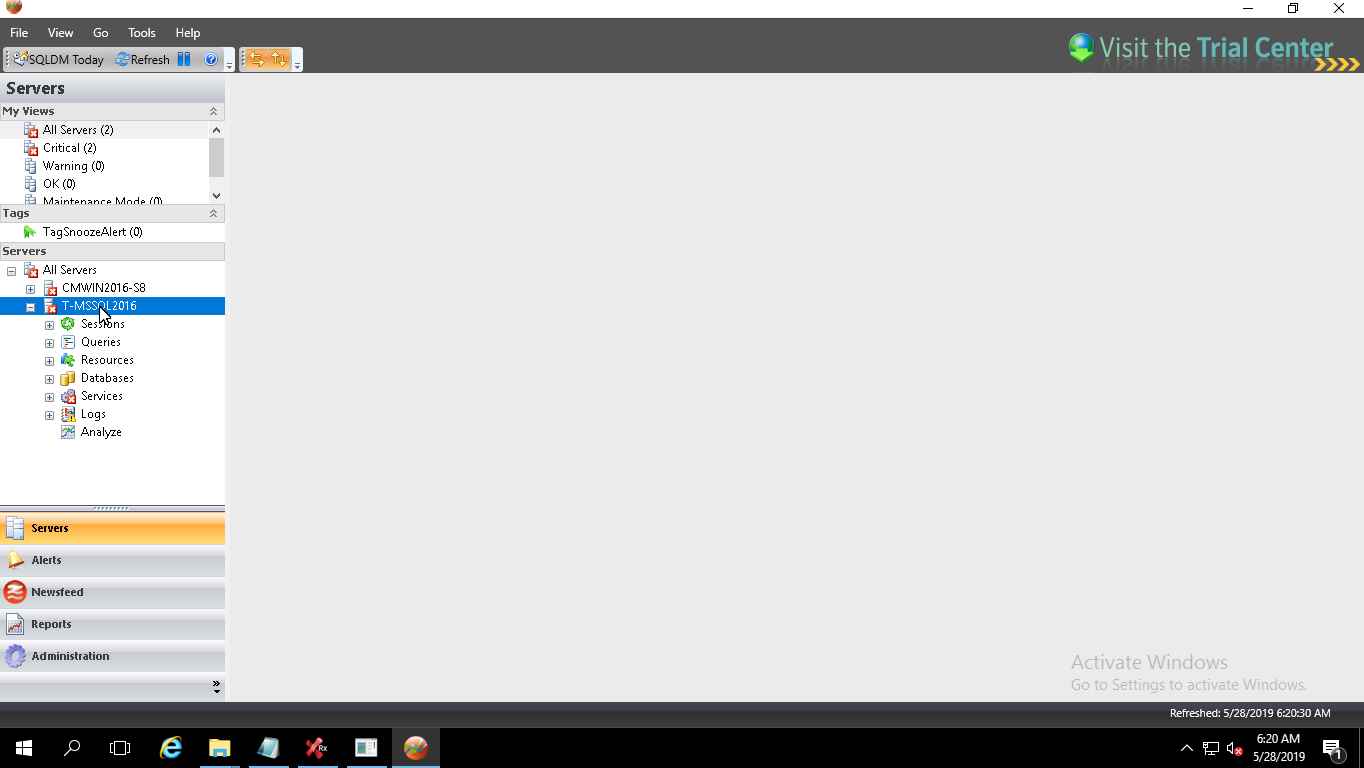 File View Go Tools Help
SQLDM Today Refresh
Visit the Trial Center
Servers
My Views
All Servers (2)
Critical (2)
Warning (0)
OK (0)
Maintenance Mode (0)
Tags
TagSnoozeAlert (0)
Servers
All Servers
CMWIN2016-S8
T-MSSQL2016
Sessions
Queries
Resources
Databases
Services
Logs
Analyze
Servers
Alerts
Newsfeed
Reports
Administration
Activate Windows
Go to Settings to activate Windows.
Refreshed: 5/28/2019 6:20:30 AM
Rx
6:20 AM
5/28/2019
1